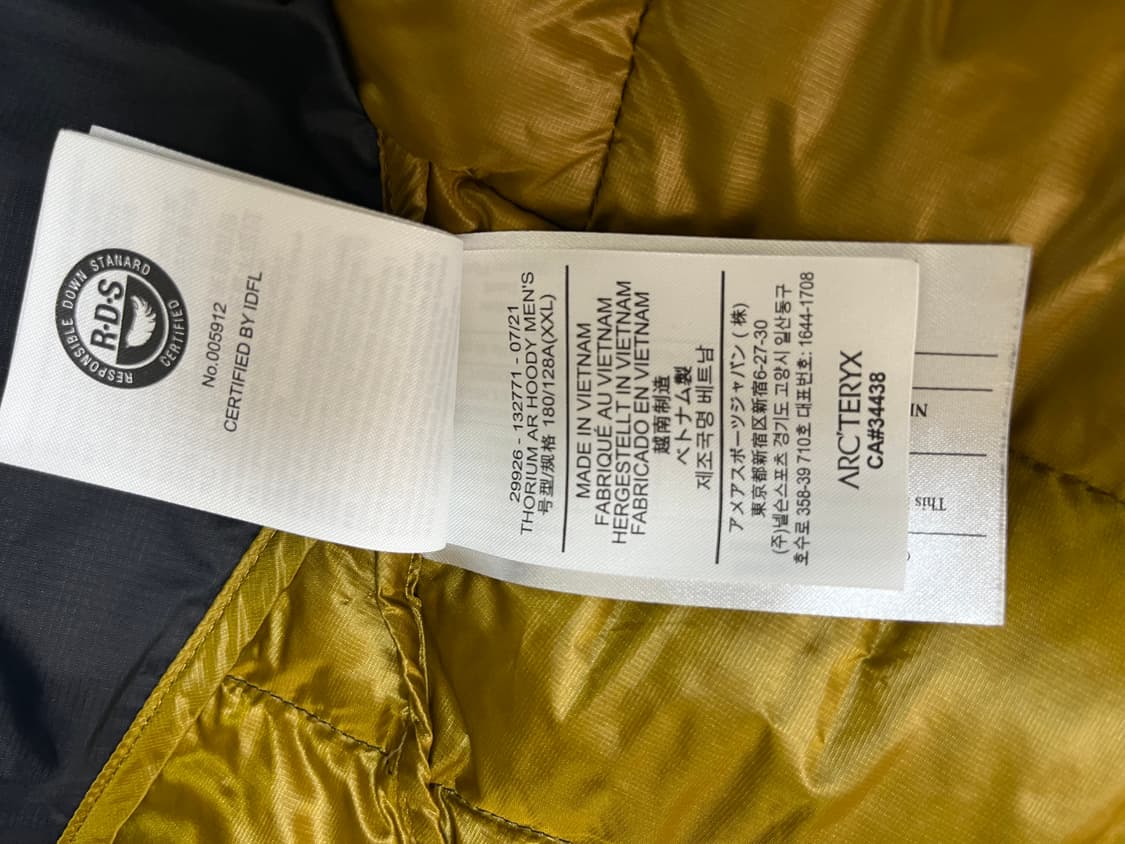 RESPONSIBLE DOWN STANARD
R·D·S
CERTIFIED
No.005912
CERTIFIED BY IDFL
29926 - 132771 - 07/21
THORIUM AR HOODY MEN'S
号型/规格 180/128A(XXL)
MADE IN VIETNAM
FABRIQUÉ AU VIETNAM
HERGESTELLT IN VIETNAM
FABRICADO EN VIETNAM
越南制造
ベトナム製
제조국명 베트남
アメアスポーツジャパン (株)
東京都新宿区新宿6-27-30
(주)넬슨스포츠 경기도 고양시 일산동구
호수로 358-39 710호 대표번호: 1644-1708
ARC'TERYX
CA#34438
This